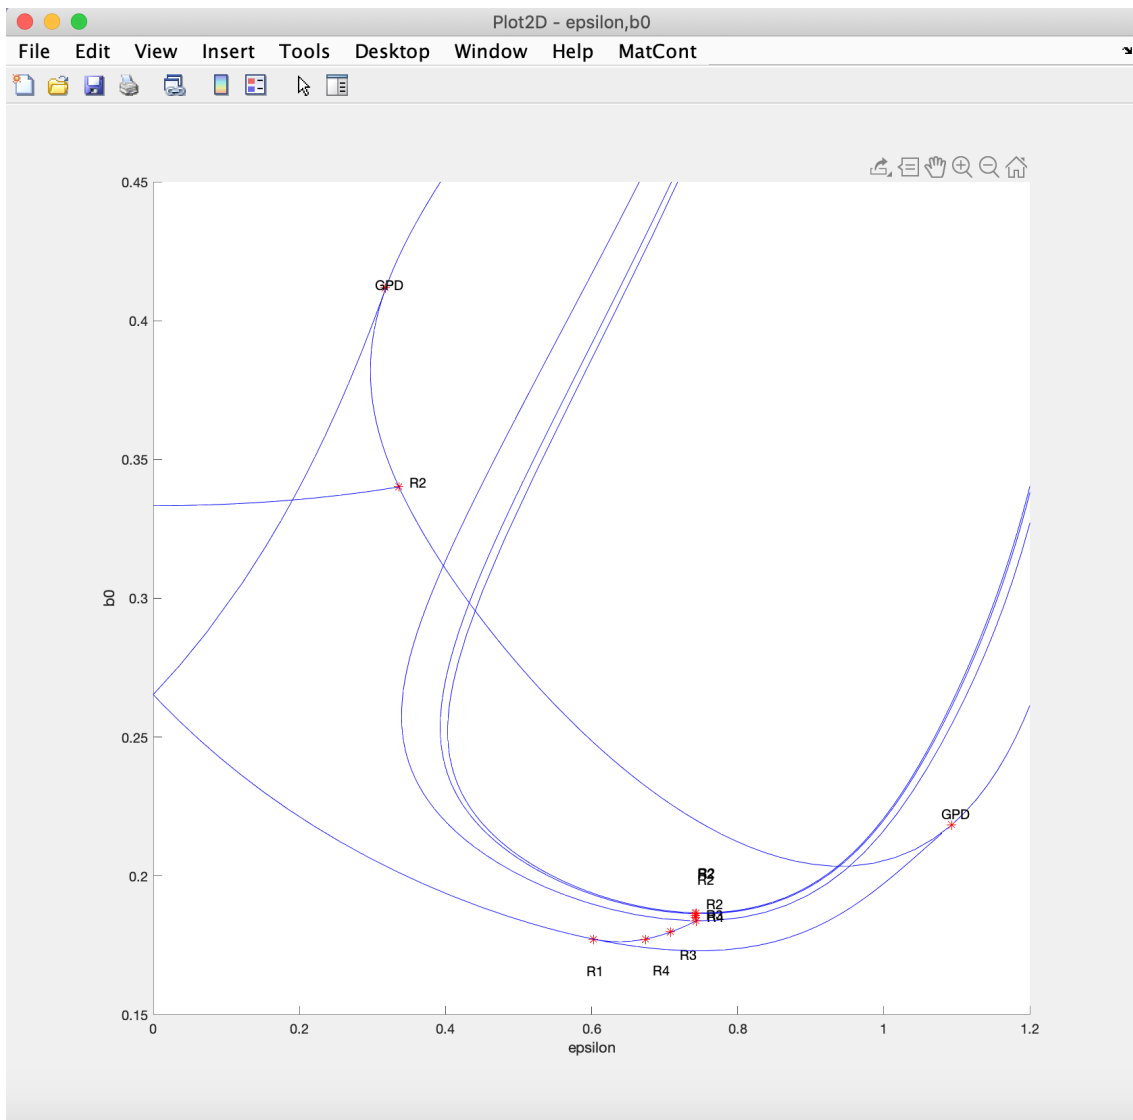 Plot2D - epsilon,b0
File Edit View Insert Tools Desktop Window Help MatCont
0.45
GPD
0.4
0.35
R2
b0
0.3
0.25
GPD
0.2
R2
R2
R2
R4
R3
R1
R4
0.15
0 0.2 0.4 0.6 0.8 1 1.2
epsilon